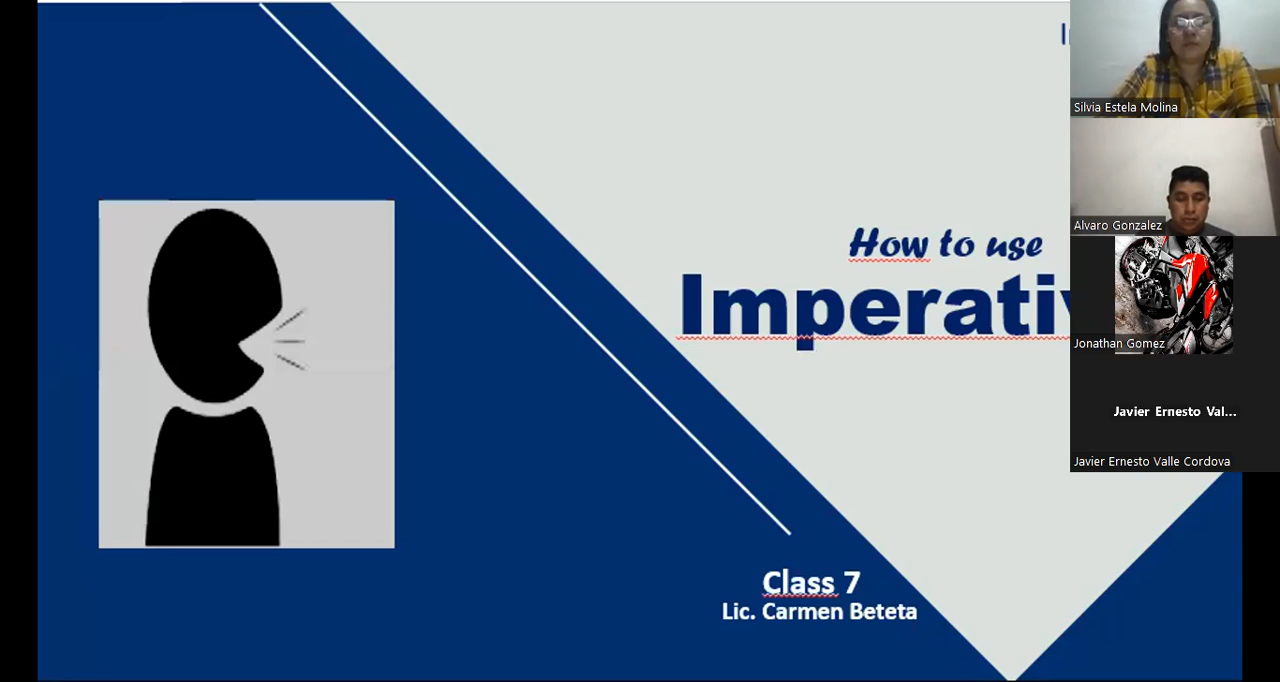 How to use
Class 7
Lic. Carmen Beteta
Silvia Estela Molina
Alvaro Gonzalez
Jonathan Gomez
Javier Ernesto Val...
Javier Ernesto Valle Cordova